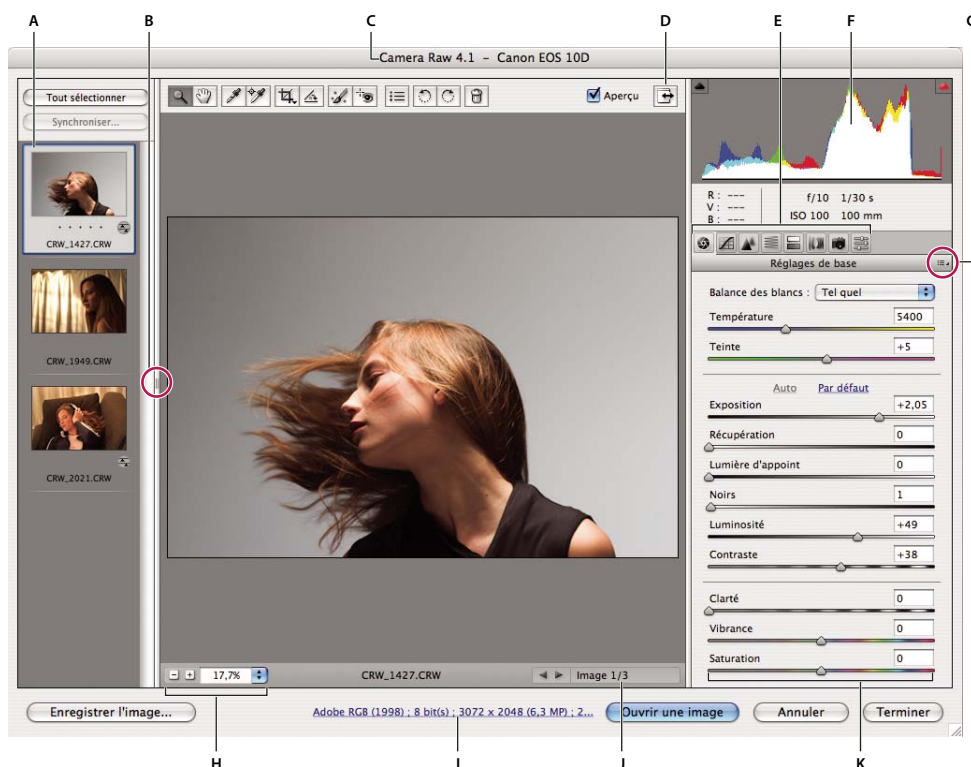 A B C D E F G
Camera Raw 4.1 – Canon EOS 10D
Tout sélectionner
Synchroniser...
CRW_1427.CRW
CRW_1949.CRW
CRW_2021.CRW
Aperçu
R : ---
V : ---
B : ---
f/10 1/30 s
ISO 100 100 mm
Réglages de base
Balance des blancs : Tel quel
Température 5400
Teinte +5
Auto Par défaut
Exposition +2,05
Récupération 0
Lumière d'appoint 0
Noirs 1
Luminosité +49
Contraste +38
Clarté 0
Vibrance 0
Saturation 0
17,7% CRW_1427.CRW Image 1/3
Enregistrer l'image... Adobe RGB (1998) ; 8 bit(s) ; 3072 x 2048 (6,3 MP) ; 2... Ouvrir une image Annuler Terminer
H I J K